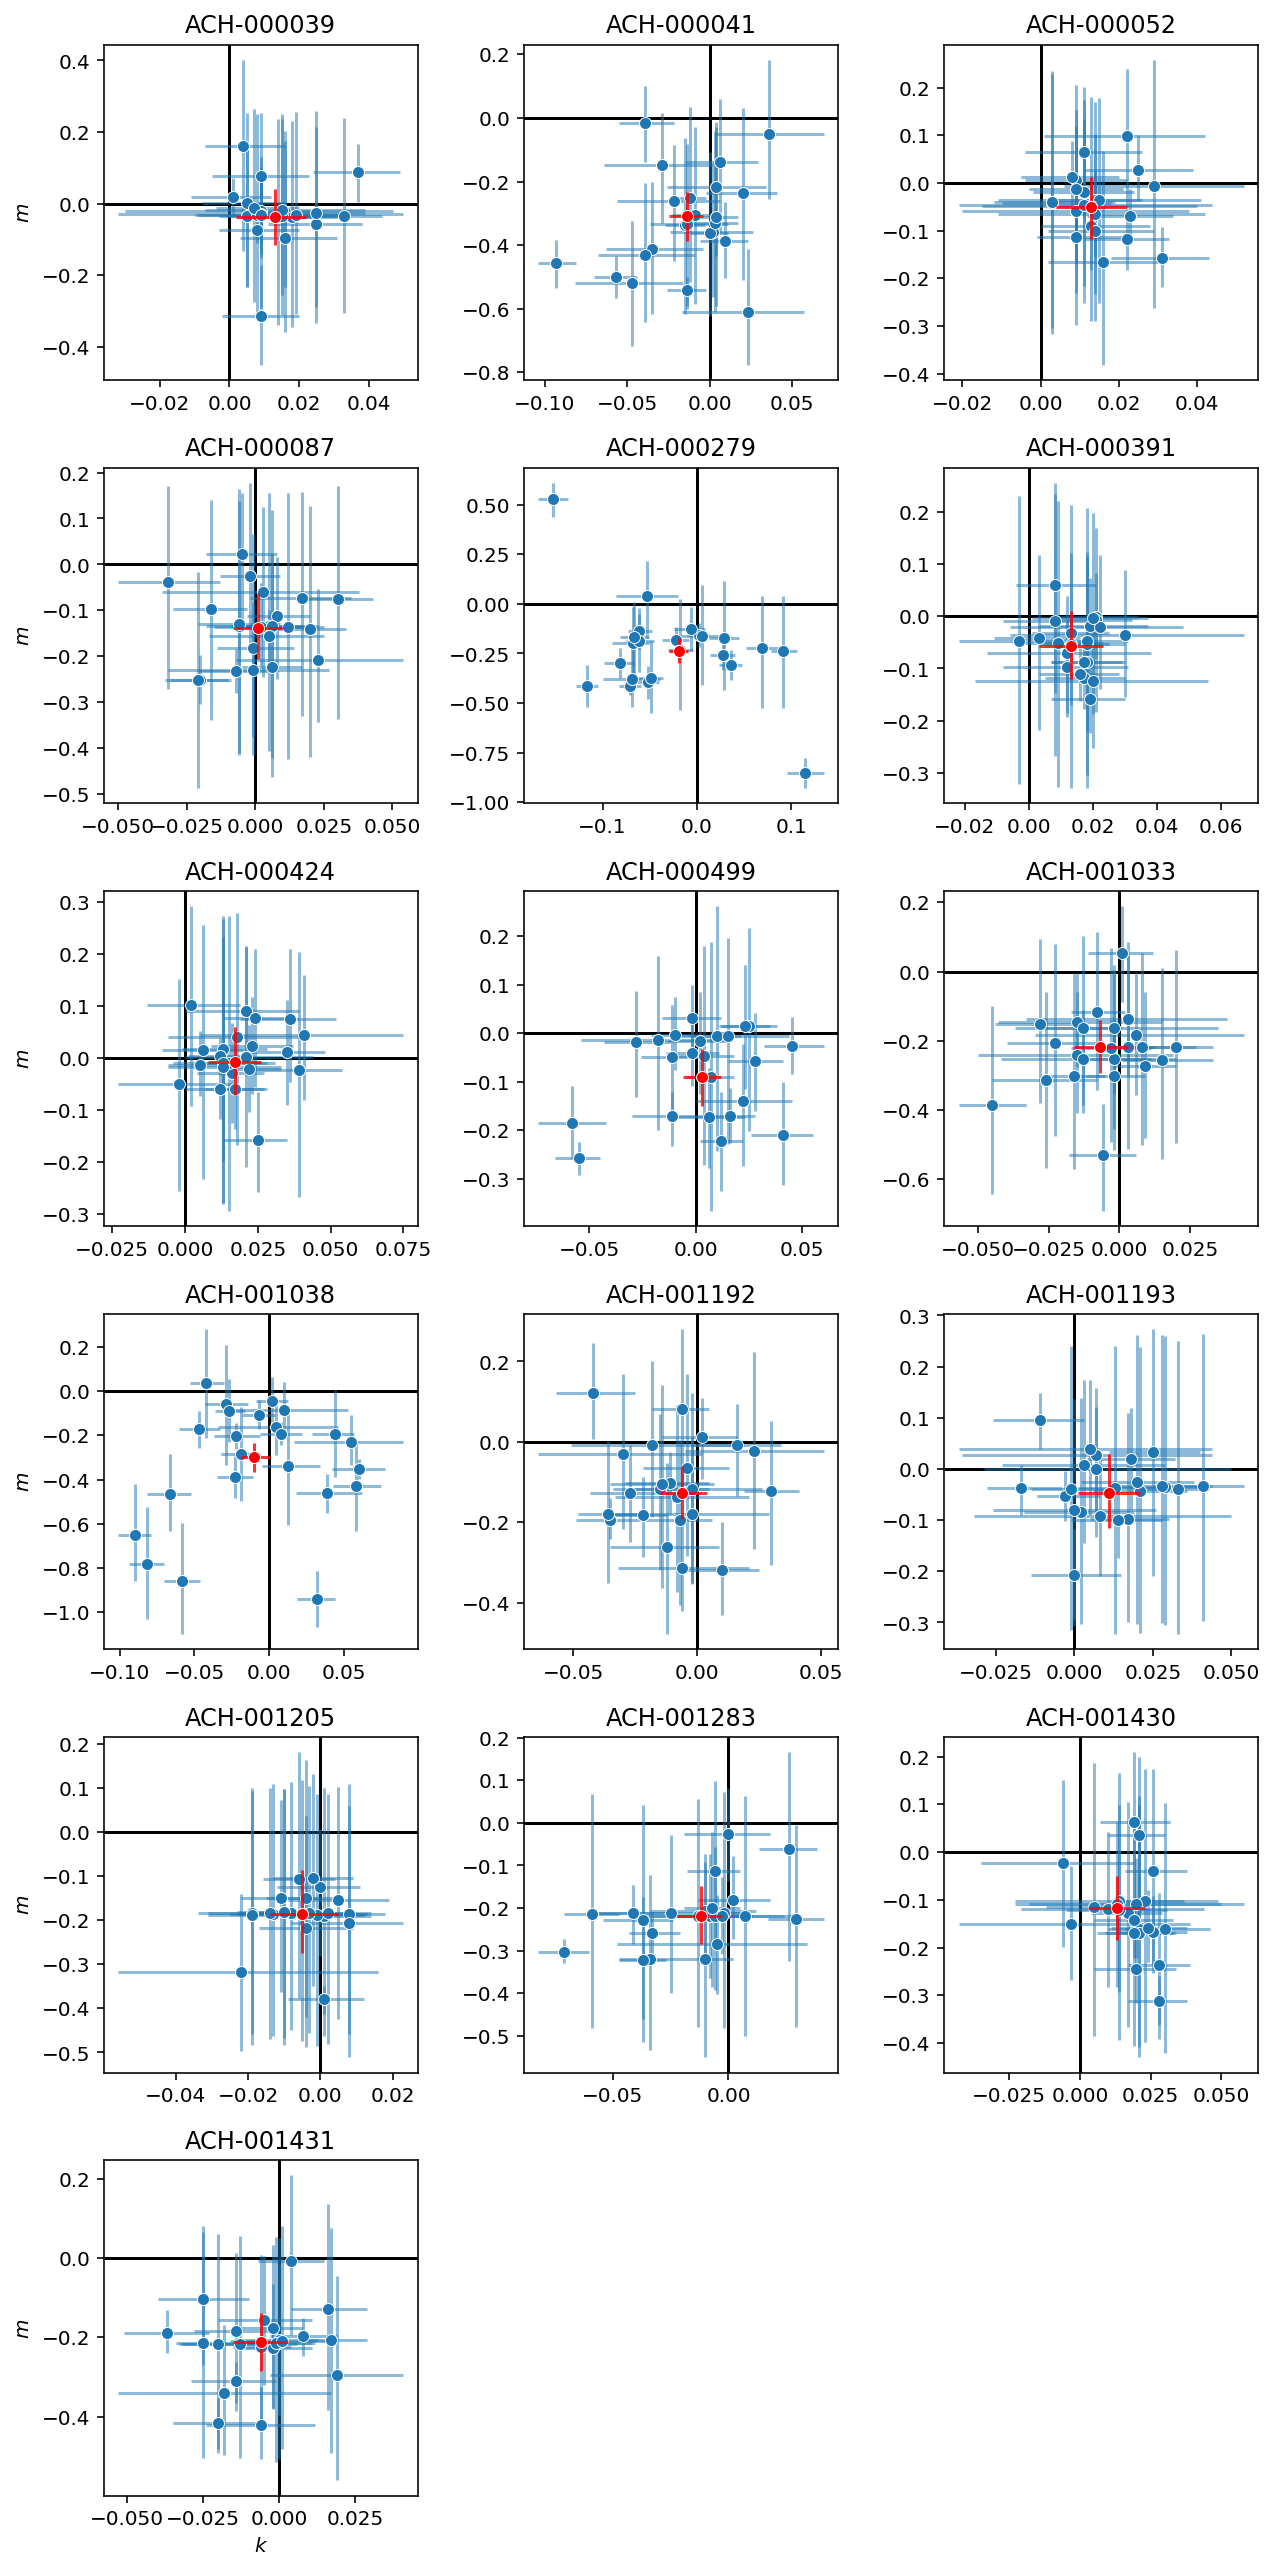 ACH-000039 ACH-000041 ACH-000052
0.4 0.2 0.0 −0.2 −0.4 m −0.02 0.00 0.02 0.04
0.2 0.0 −0.2 −0.4 −0.6 −0.8 −0.10 −0.05 0.00 0.05
0.2 0.1 0.0 −0.1 −0.2 −0.3 −0.4 −0.02 0.00 0.02 0.04
ACH-000087 ACH-000279 ACH-000391
0.2 0.1 0.0 −0.1 −0.2 −0.3 −0.4 −0.5 m −0.050 −0.025 0.000 0.025 0.050
0.50 0.25 0.00 −0.25 −0.50 −0.75 −1.00 −0.1 0.0 0.1
0.2 0.1 0.0 −0.1 −0.2 −0.3 −0.02 0.00 0.02 0.04 0.06
ACH-000424 ACH-000499 ACH-001033
0.3 0.2 0.1 0.0 −0.1 −0.2 −0.3 m −0.025 0.000 0.025 0.050 0.075
0.2 0.1 0.0 −0.1 −0.2 −0.3 −0.05 0.00 0.05
0.2 0.0 −0.2 −0.4 −0.6 −0.050 −0.025 0.000 0.025
ACH-001038 ACH-001192 ACH-001193
0.2 0.0 −0.2 −0.4 −0.6 −0.8 −1.0 m −0.10 −0.05 0.00 0.05
0.2 0.0 −0.2 −0.4 −0.05 0.00 0.05
0.3 0.2 0.1 0.0 −0.1 −0.2 −0.3 −0.025 0.000 0.025 0.050
ACH-001205 ACH-001283 ACH-001430
0.2 0.1 0.0 −0.1 −0.2 −0.3 −0.4 −0.5 m −0.04 −0.02 0.00 0.02
0.2 0.1 0.0 −0.1 −0.2 −0.3 −0.4 −0.5 −0.05 0.00
0.2 0.1 0.0 −0.1 −0.2 −0.3 −0.4 −0.025 0.000 0.025 0.050
ACH-001431
0.2 0.0 −0.2 −0.4 m −0.050 −0.025 0.000 0.025
k